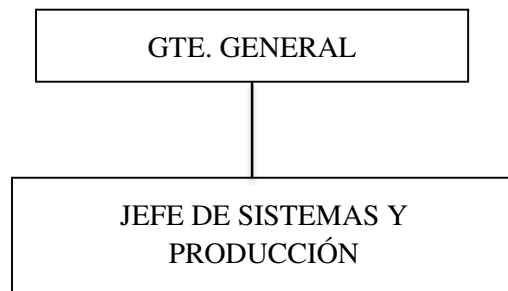 GTE. GENERAL
JEFE DE SISTEMAS Y
PRODUCCIÓN